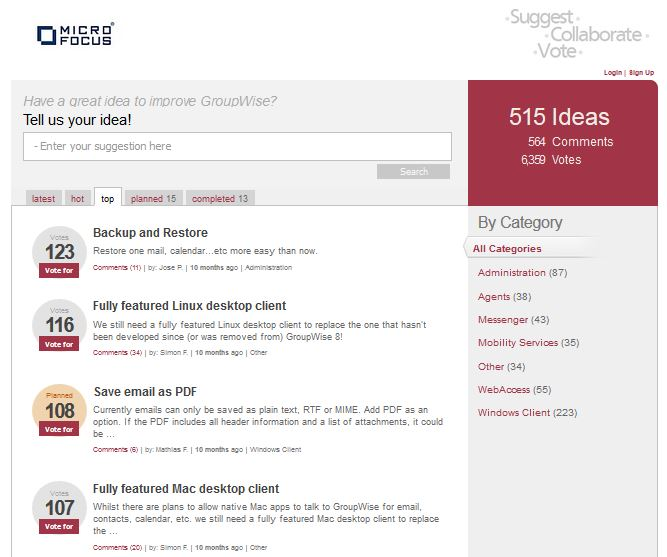 MICRO
FOCUS
Suggest
Collaborate
Vote
Login | Sign Up
Have a great idea to improve GroupWise?
Tell us your idea!
- Enter your suggestion here
Search
515 Ideas
564 Comments
6,359 Votes
latest hot top planned 15 completed 13
Votes
123
Vote for
Backup and Restore
Restore one mail, calendar...etc more easy than now.
Comments (11) | by: Jose P. | 10 months ago | Administration
Votes
116
Vote for
Fully featured Linux desktop client
We still need a fully featured Linux desktop client to replace the one that hasn't
been developed since (or was removed from) GroupWise 8!
Comments (34) | by: Simon F. | 10 months ago | Other
Planned
108
Vote for
Save email as PDF
Currently emails can only be saved as plain text, RTF or MIME. Add PDF as an
option. If the PDF includes all header information and a list of attachments, it could
be ...
Comments (6) | by: Mathias F. | 10 months ago | Windows Client
Votes
107
Vote for
Fully featured Mac desktop client
Whilst there are plans to allow native Mac apps to talk to GroupWise for email,
contacts, calendar, etc. we still need a fully featured Mac desktop client to replace
the ...
Comments (20) | by: Simon F. | 10 months ago | Other
By Category
All Categories
Administration (87)
Agents (38)
Messenger (43)
Mobility Services (35)
Other (34)
WebAccess (55)
Windows Client (223)